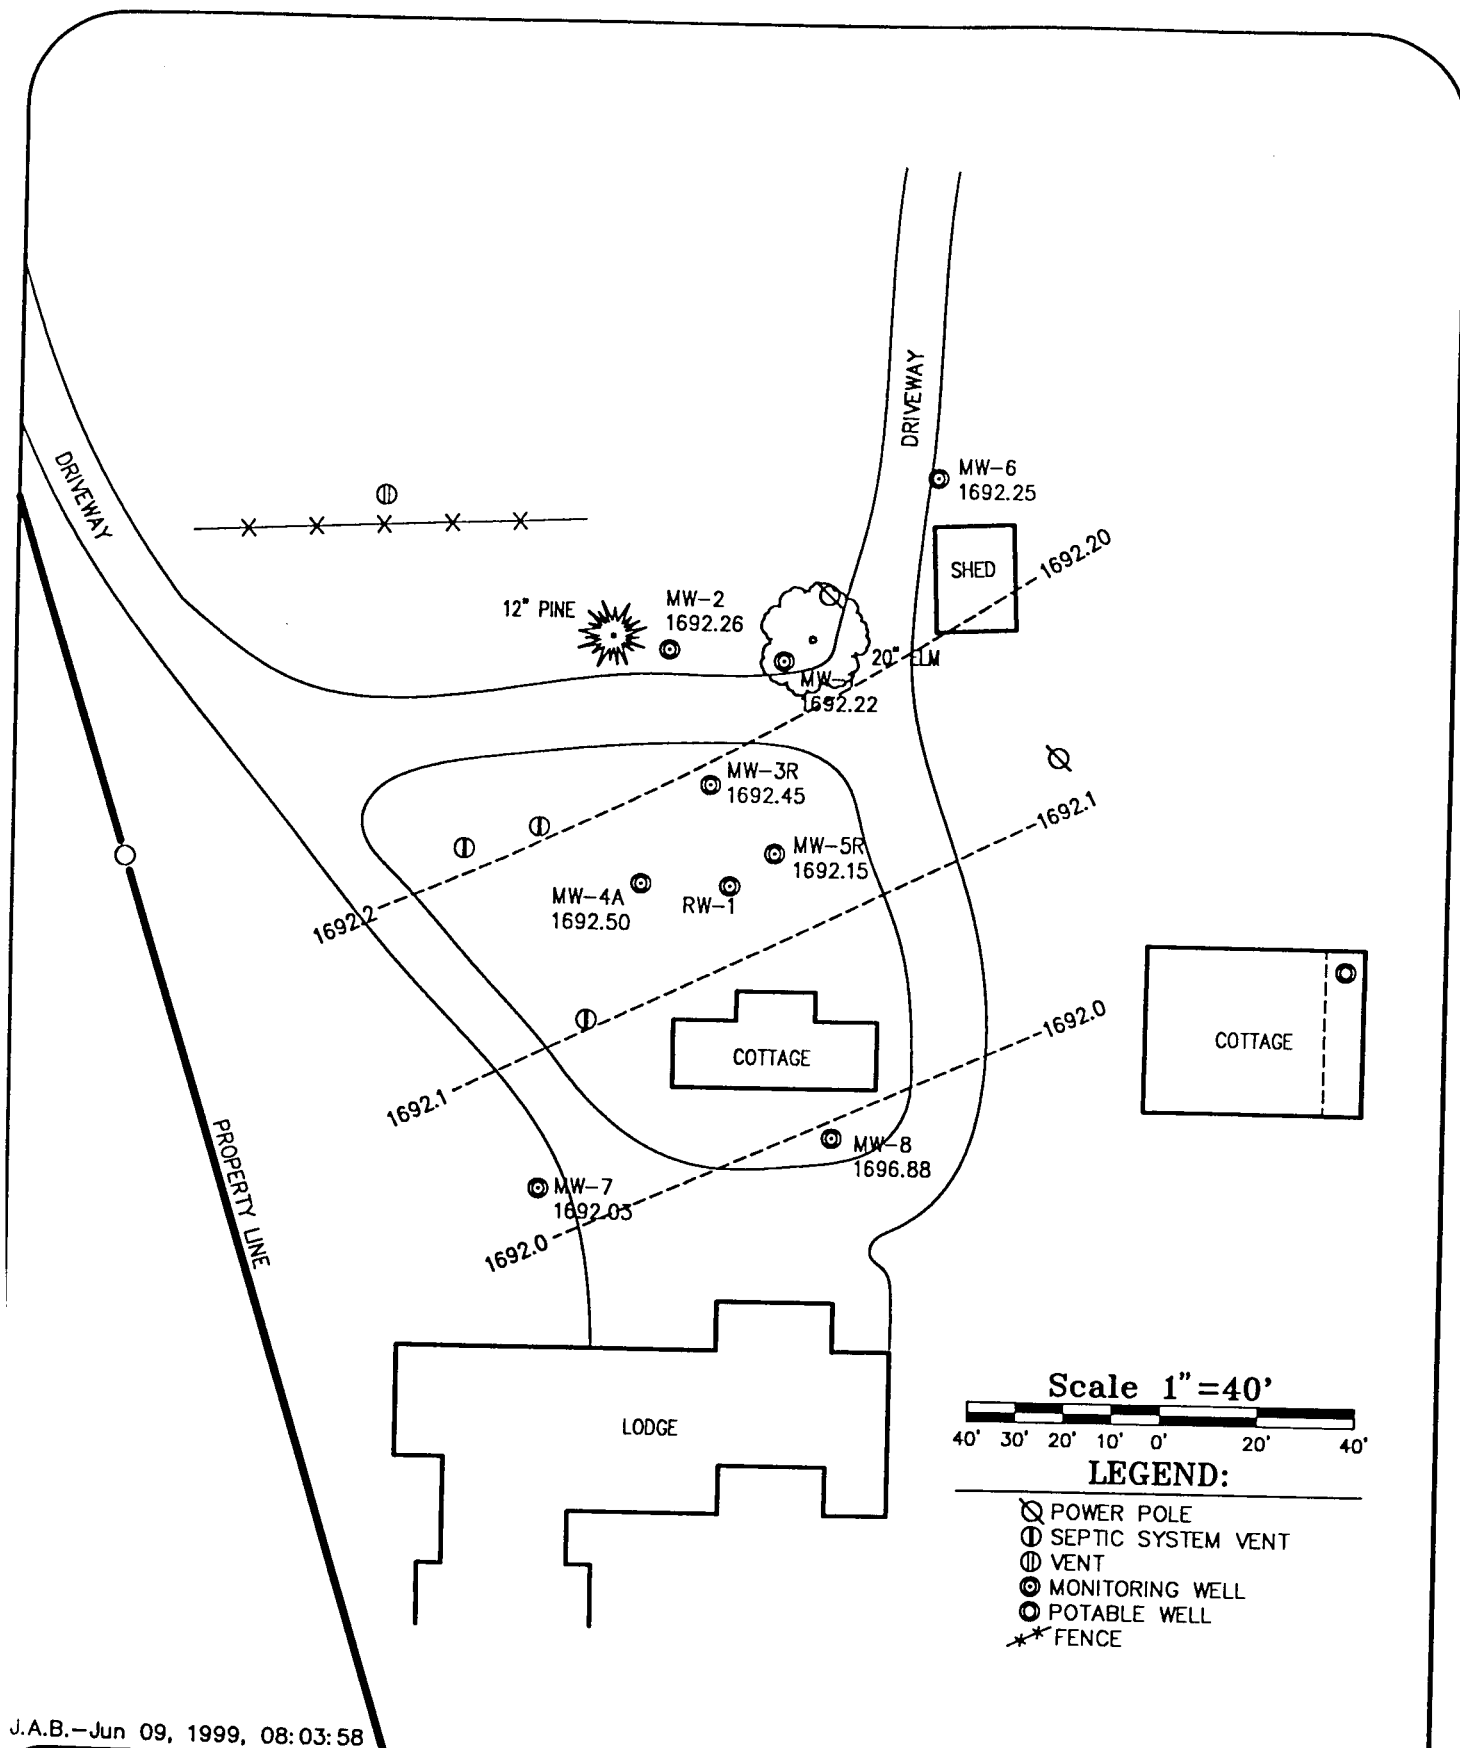 DRIVEWAY
DRIVEWAY
MW-6
1692.25
1692.20
SHED
12" PINE
MW-2
1692.26
20" ELM
MW-1
1692.22
MW-3R
1692.45
1692.1
MW-5R
1692.15
MW-4A
1692.50
RW-1
1692.2
COTTAGE
1692.0
COTTAGE
1692.1
PROPERTY LINE
MW-8
1696.88
MW-7
1692.03
1692.0
LODGE
Scale 1"=40'
40' 30' 20' 10' 0' 20' 40'
LEGEND:
POWER POLE
SEPTIC SYSTEM VENT
VENT
MONITORING WELL
POTABLE WELL
FENCE
J.A.B.-Jun 09, 1999, 08:03:58